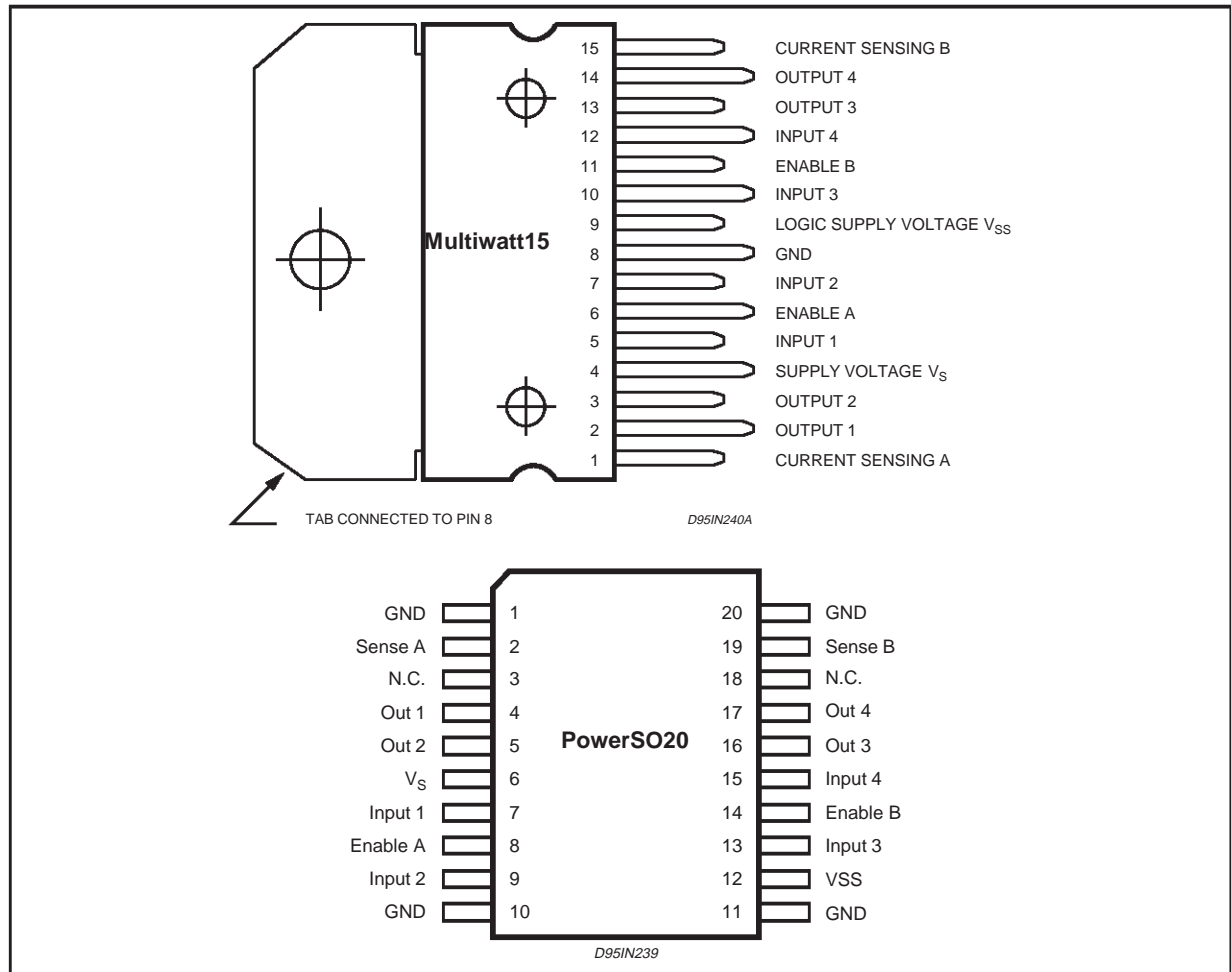 15 CURRENT SENSING B
14 OUTPUT 4
13 OUTPUT 3
12 INPUT 4
11 ENABLE B
10 INPUT 3
9 LOGIC SUPPLY VOLTAGE VSS
Multiwatt15
8 GND
7 INPUT 2
6 ENABLE A
5 INPUT 1
4 SUPPLY VOLTAGE VS
3 OUTPUT 2
2 OUTPUT 1
1 CURRENT SENSING A
TAB CONNECTED TO PIN 8
D95IN240A
GND 1 20 GND
Sense A 2 19 Sense B
N.C. 3 18 N.C.
Out 1 4 17 Out 4
PowerSO20
Out 2 5 16 Out 3
VS 6 15 Input 4
Input 1 7 14 Enable B
Enable A 8 13 Input 3
Input 2 9 12 VSS
GND 10 11 GND
D95IN239